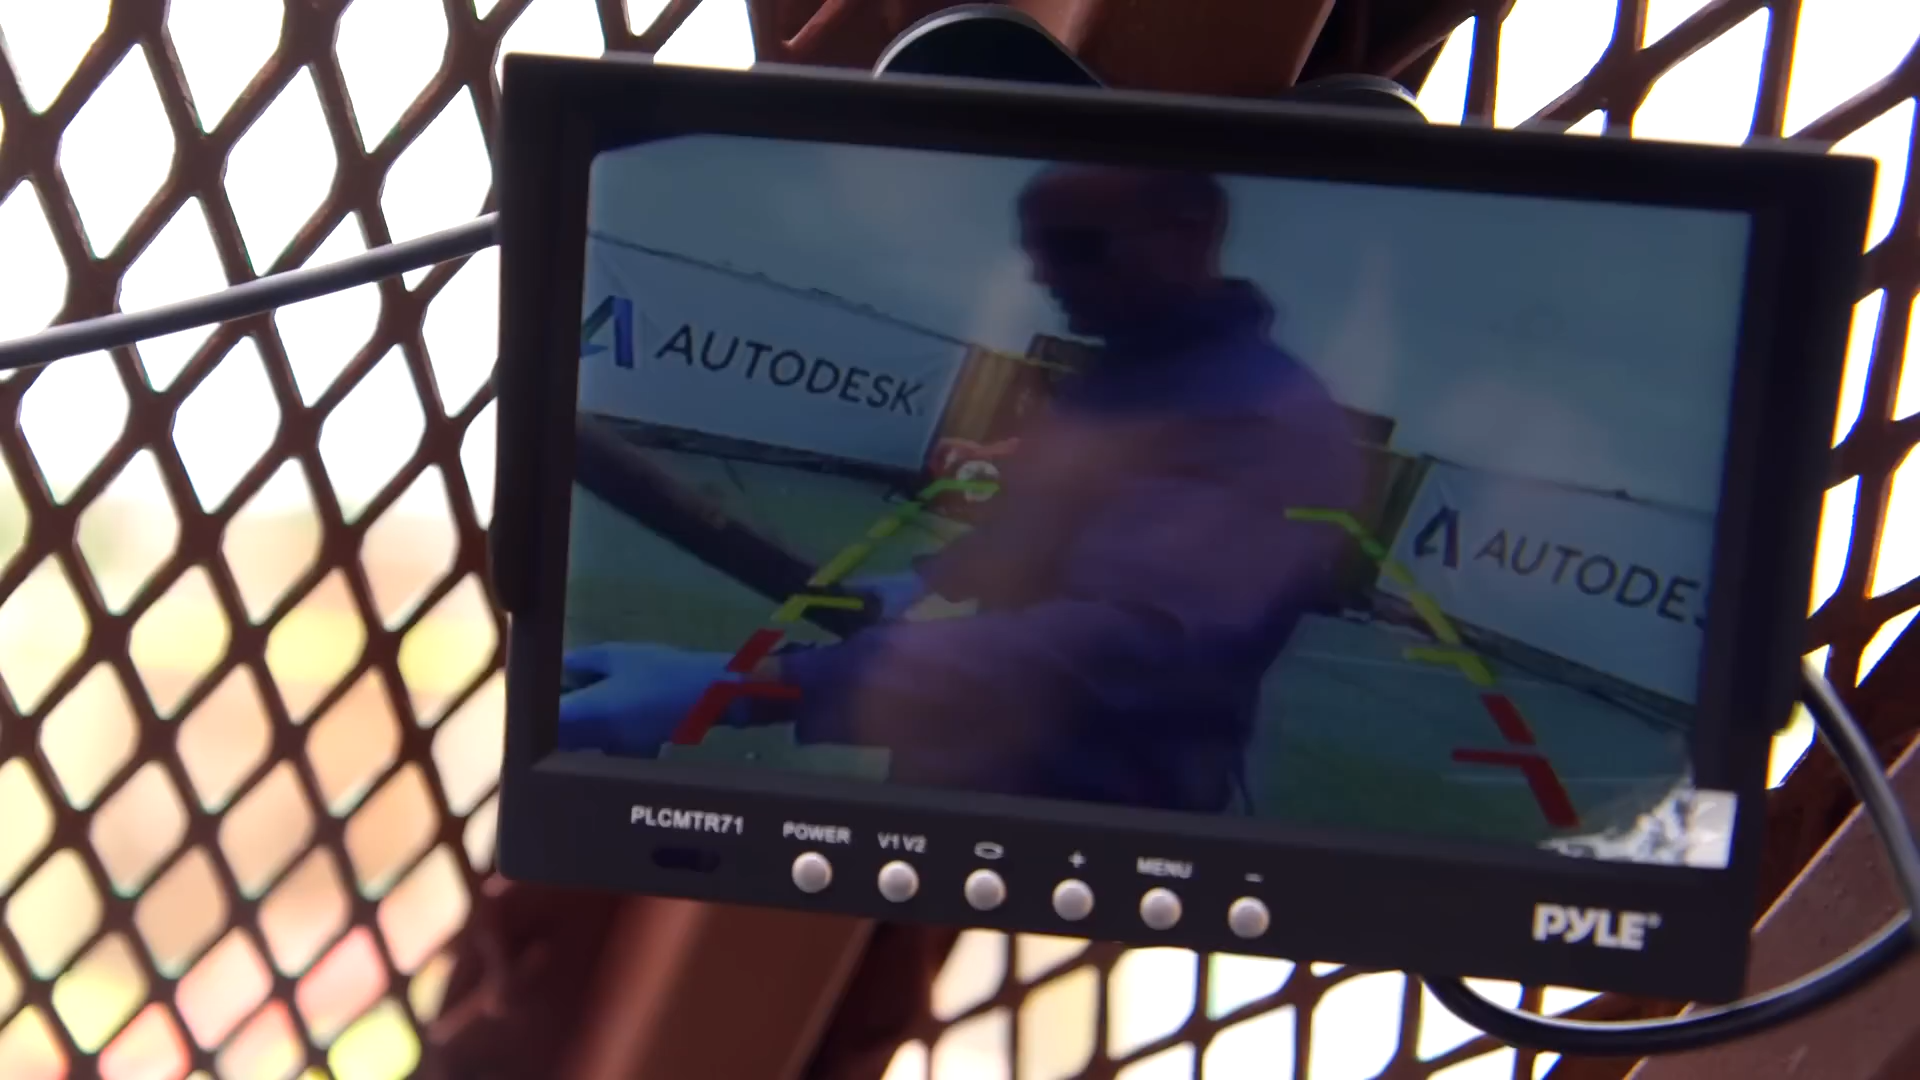 AUTODESK
AUTODES
PLCMTR71
POWER
V1 V2
+
MENU
-
PYLE